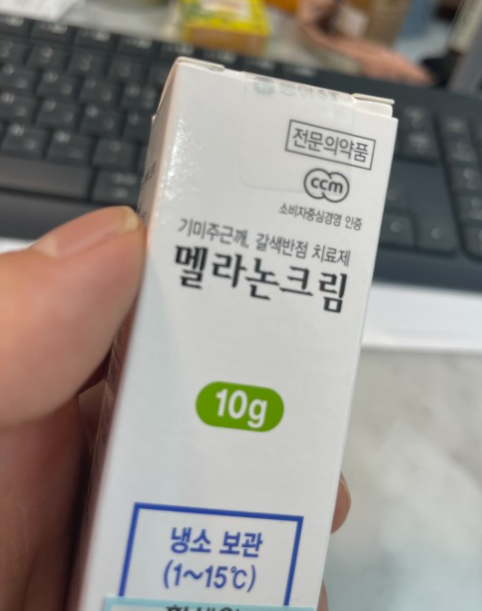 전문의약품
ccm
소비자중심경영 인증
기미주근깨, 갈색반점 치료제
멜라논크림
10g
냉소 보관
(1~15℃)